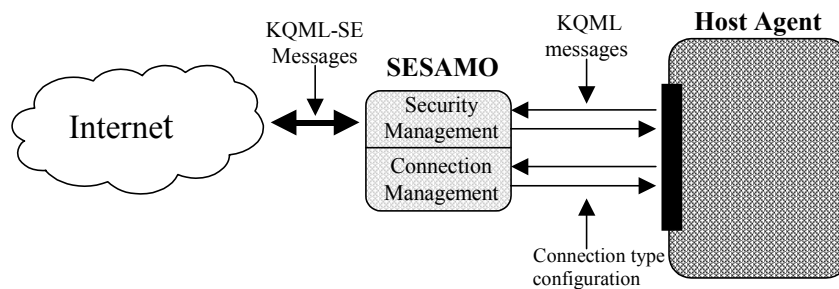 KQML-SE
Messages
SESAMO
KQML
messages
Host Agent
Internet
Security
Management
Connection
Management
Connection type
configuration